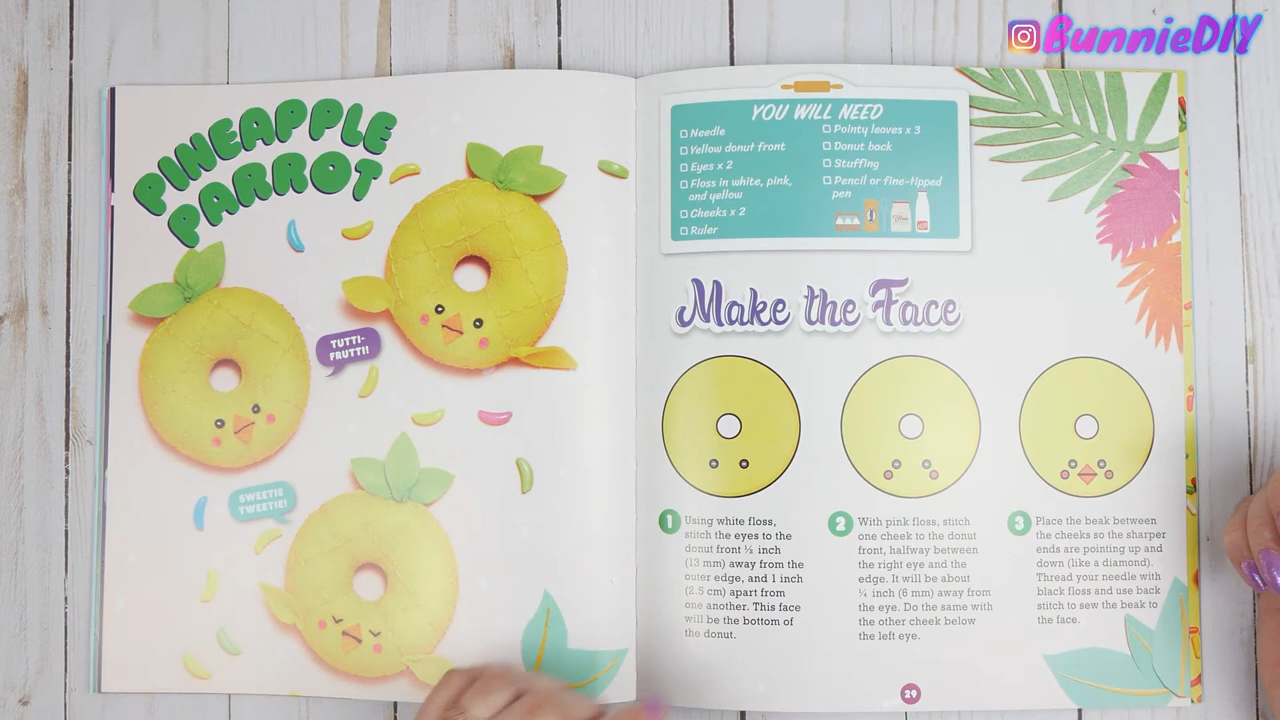 BunnieDIY
PINEAPPLE
PARROT
TUTTI-
FRUTTI!
SWEETIE
TWEETIE!
YOU WILL NEED
Needle
Yellow donut front
Eyes x 2
Floss in white, pink,
and yellow
Cheeks x 2
Ruler
Pointy leaves x 3
Donut back
Stuffing
Pencil or fine-tipped
pen
Make the Face
1 Using white floss,
stitch the eyes to the
donut front ½ inch
(13 mm) away from the
outer edge, and 1 inch
(2.5 cm) apart from
one another. This face
will be the bottom of
the donut.
2 With pink floss, stitch
one cheek to the donut
front, halfway between
the right eye and the
edge. It will be about
¼ inch (6 mm) away from
the eye. Do the same with
the other cheek below
the left eye.
3 Place the beak between
the cheeks so the sharper
ends are pointing up and
down (like a diamond).
Thread your needle with
black floss and use back
stitch to sew the beak to
the face.
29